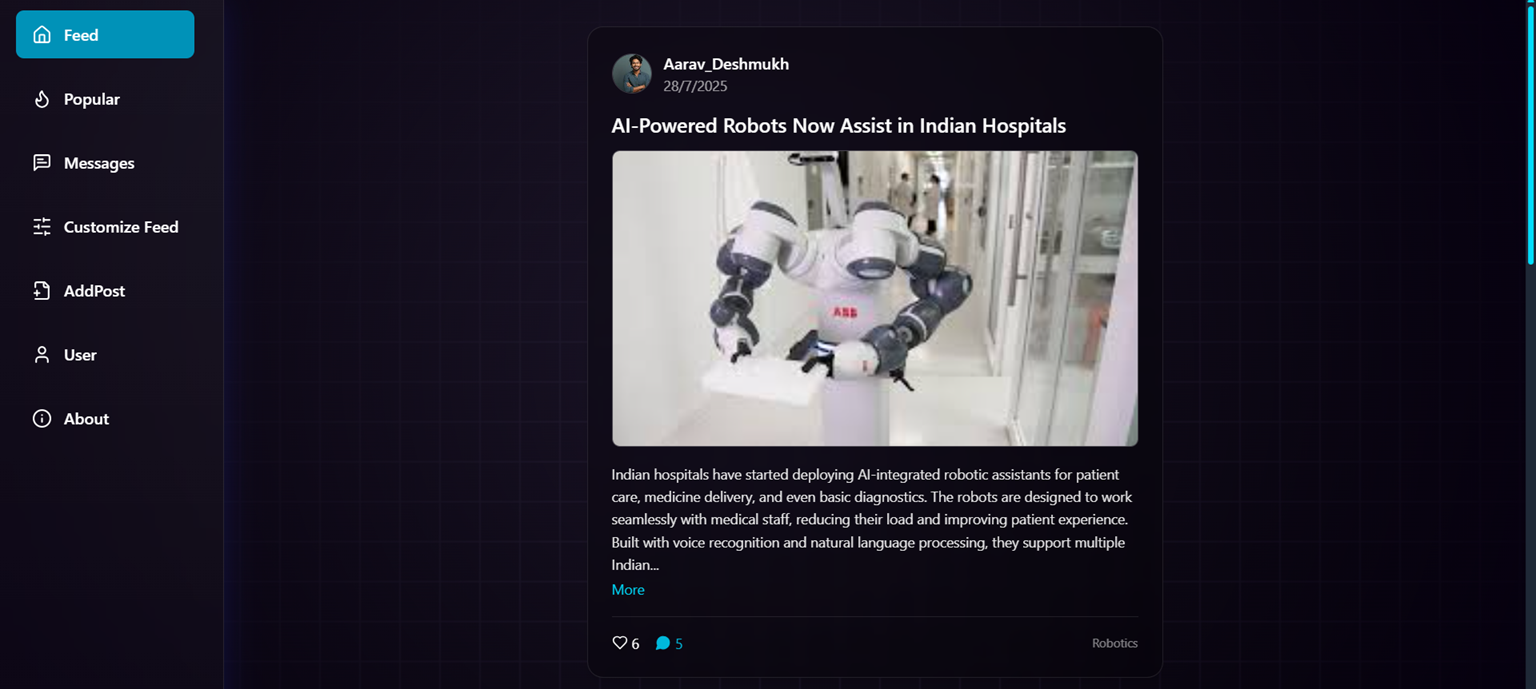 Feed
Popular
Messages
Customize Feed
AddPost
User
About
Aarav_Deshmukh
28/7/2025
AI-Powered Robots Now Assist in Indian Hospitals
ABB
Indian hospitals have started deploying AI-integrated robotic assistants for patient
care, medicine delivery, and even basic diagnostics. The robots are designed to work
seamlessly with medical staff, reducing their load and improving patient experience.
Built with voice recognition and natural language processing, they support multiple
Indian...
More
6 5
Robotics